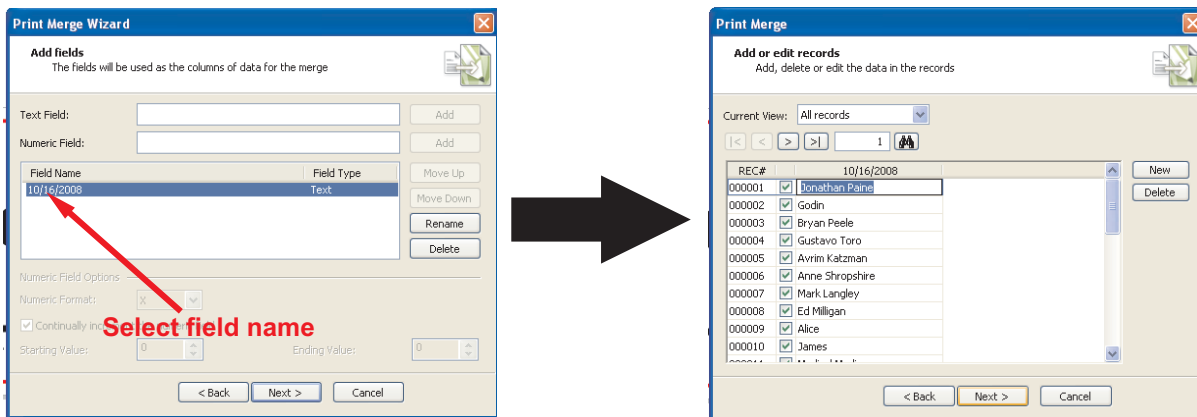 Print Merge Wizard
Add fields
The fields will be used as the columns of data for the merge
Text Field:
Add
Numeric Field:
Add
Field Name Field Type
10/16/2008 Text
Move Up
Move Down
Rename
Delete
Numeric Field Options
Numeric Format: X
Continually
Select field name
Starting Value: 0 Ending Value: 0
< Back Next > Cancel
Print Merge
Add or edit records
Add, delete or edit the data in the records
Current View: All records
|< < > >| 1
REC# 10/16/2008
New
Delete
000001 Jonathan Paine
000002 Godin
000003 Bryan Peele
000004 Gustavo Toro
000005 Avrim Katzman
000006 Anne Shropshire
000007 Mark Langley
000008 Ed Milligan
000009 Alice
000010 James
< Back Next > Cancel